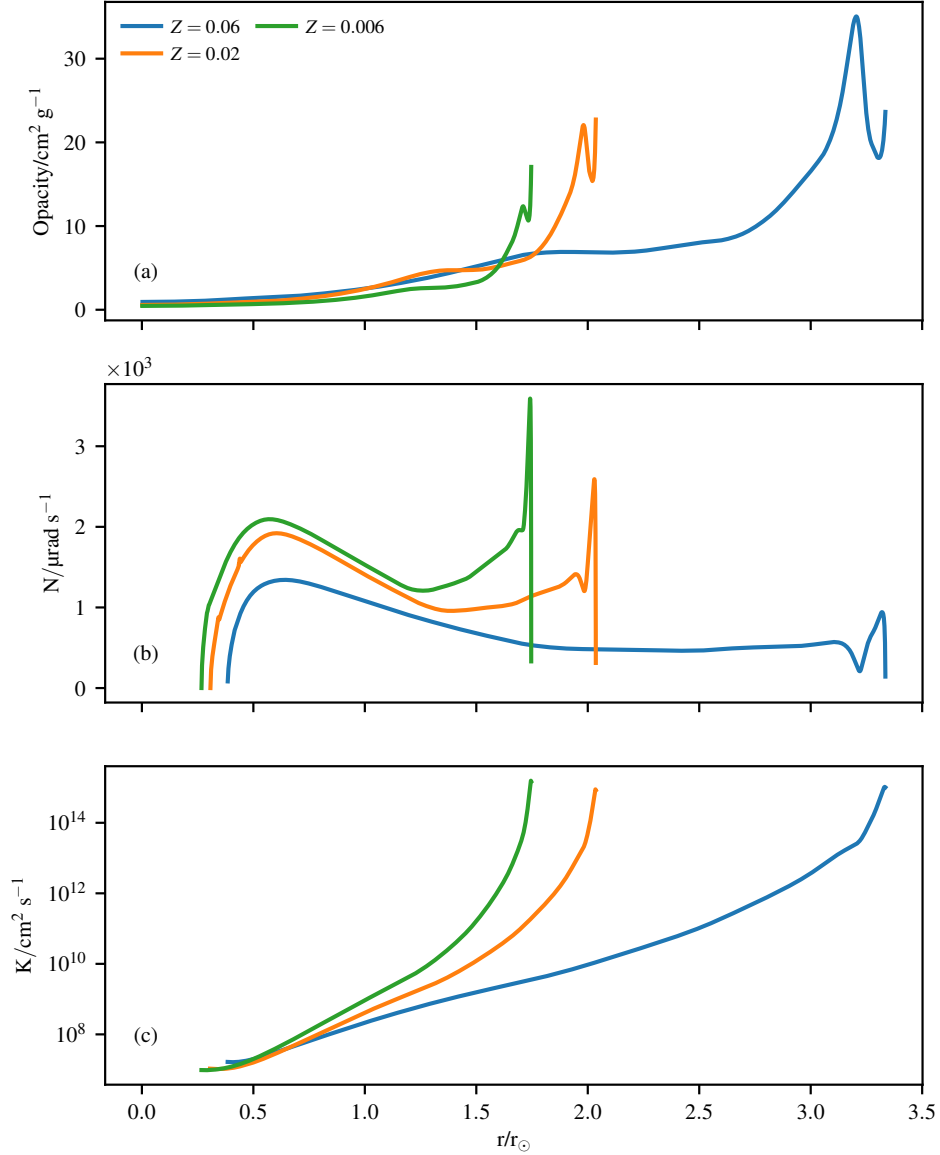 Z = 0.06 Z = 0.006
Z = 0.02
Opacity/cm² g⁻¹
30
20
10
0
(a)
×10³
N/µrad s⁻¹
3
2
1
0
(b)
K/cm² s⁻¹
10¹⁴
10¹²
10¹⁰
10⁸
(c)
0.0 0.5 1.0 1.5 2.0 2.5 3.0 3.5
r/r☉